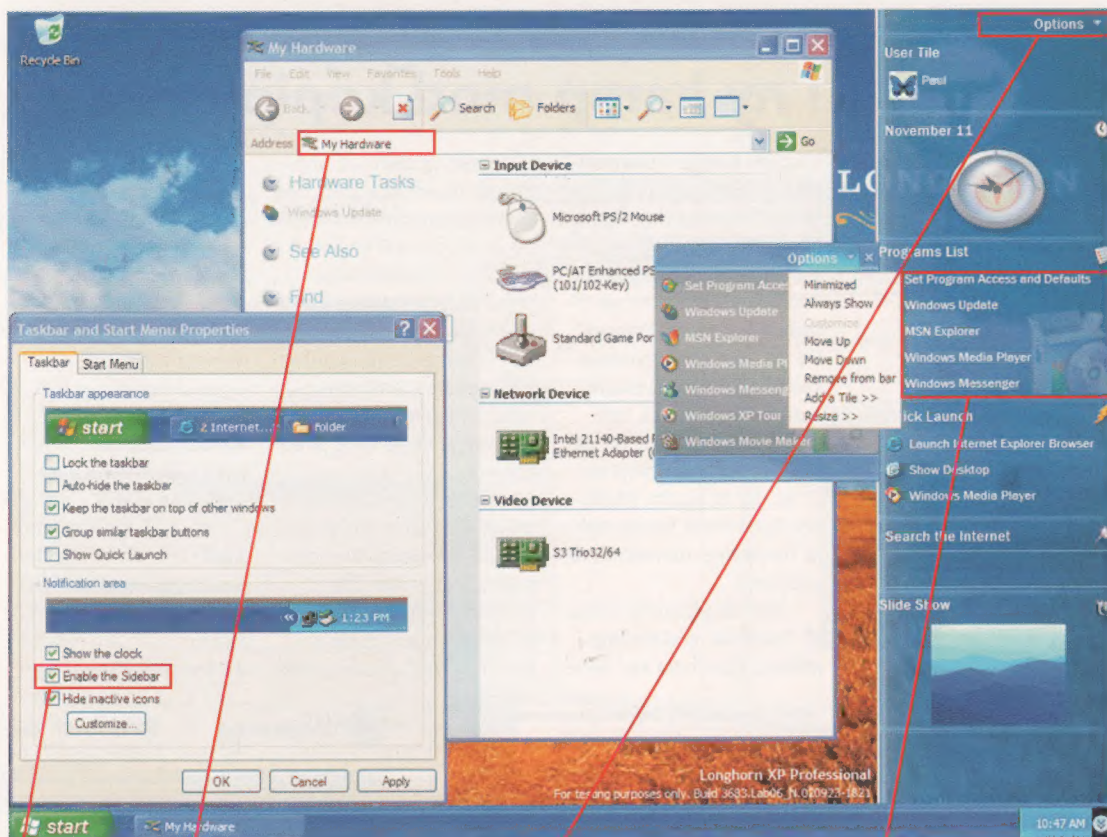 Recycle Bin
My Hardware
File Edit View Favorites Tools Help
Back
Search
Folders
Address
My Hardware
Go
Hardware Tasks
Windows Update
See Also
Find
Input Device
Microsoft PS/2 Mouse
PC/AT Enhanced PS
(101/102-Key)
Standard Game Por
Network Device
Intel 21140-Based
Ethernet Adapter
Video Device
S3 Trio32/64
Taskbar and Start Menu Properties
Taskbar
Start Menu
Taskbar appearance
start
2 Internet...
folder
Lock the taskbar
Auto-hide the taskbar
Keep the taskbar on top of other windows
Group similar taskbar buttons
Show Quick Launch
Notification area
1:23 PM
Show the clock
Enable the Sidebar
Hide inactive icons
Customize...
OK
Cancel
Apply
Options
Set Program Acce
Windows Update
MSN Explorer
Windows Media Pl
Windows Messeng
Windows XP Tour
Windows Movie Maker
Minimized
Always Show
Customize
Move Up
Move Down
Remove from bar
Add a Tile >>
Resize >>
Options
User Tile
Paul
November 11
Programs List
Set Program Access and Defaults
Windows Update
MSN Explorer
Windows Media Player
Windows Messenger
ick Launch
Launch Internet Explorer Browser
Show Desktop
Windows Media Player
Search the Internet
Slide Show
Longhorn XP Professional
For testing purposes only. Build 3683.Lab06_N.020923-1821
start
My Hardware
10:47 AM